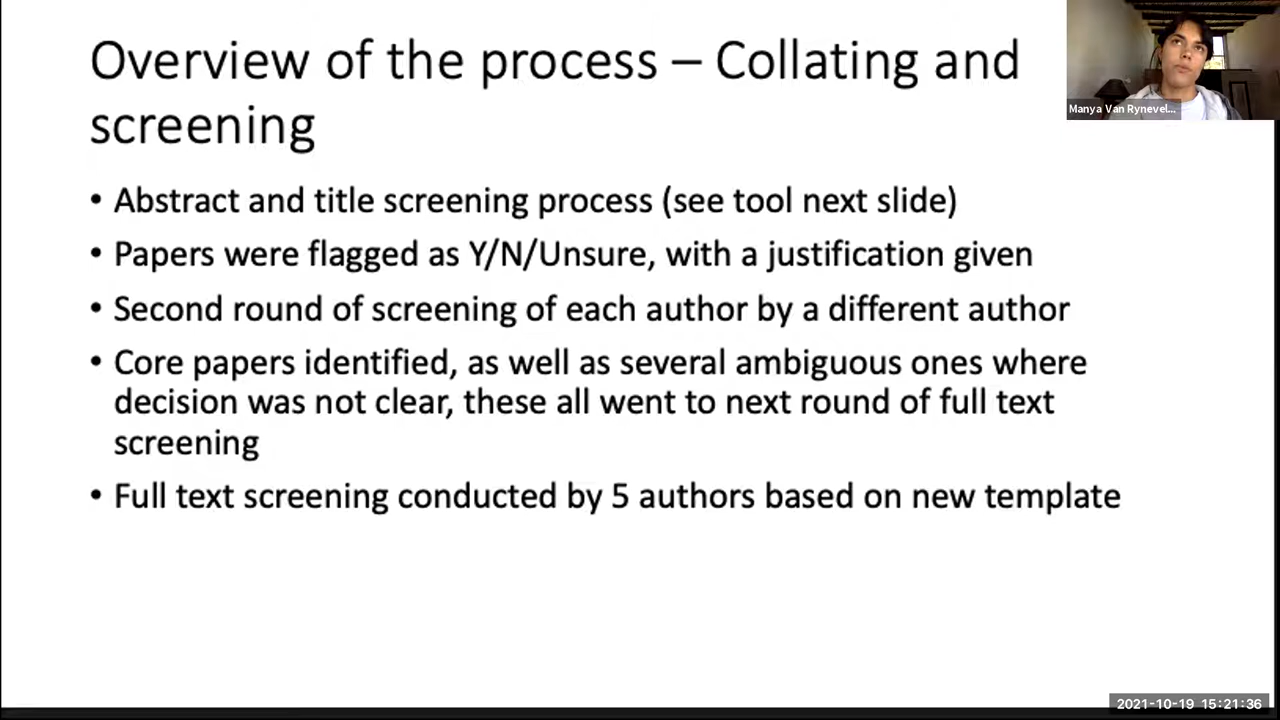 Overview of the process – Collating and
screening
Manya Van Rynevel...
• Abstract and title screening process (see tool next slide)
• Papers were flagged as Y/N/Unsure, with a justification given
• Second round of screening of each author by a different author
• Core papers identified, as well as several ambiguous ones where
decision was not clear, these all went to next round of full text
screening
• Full text screening conducted by 5 authors based on new template
2021-10-19 15:21:36